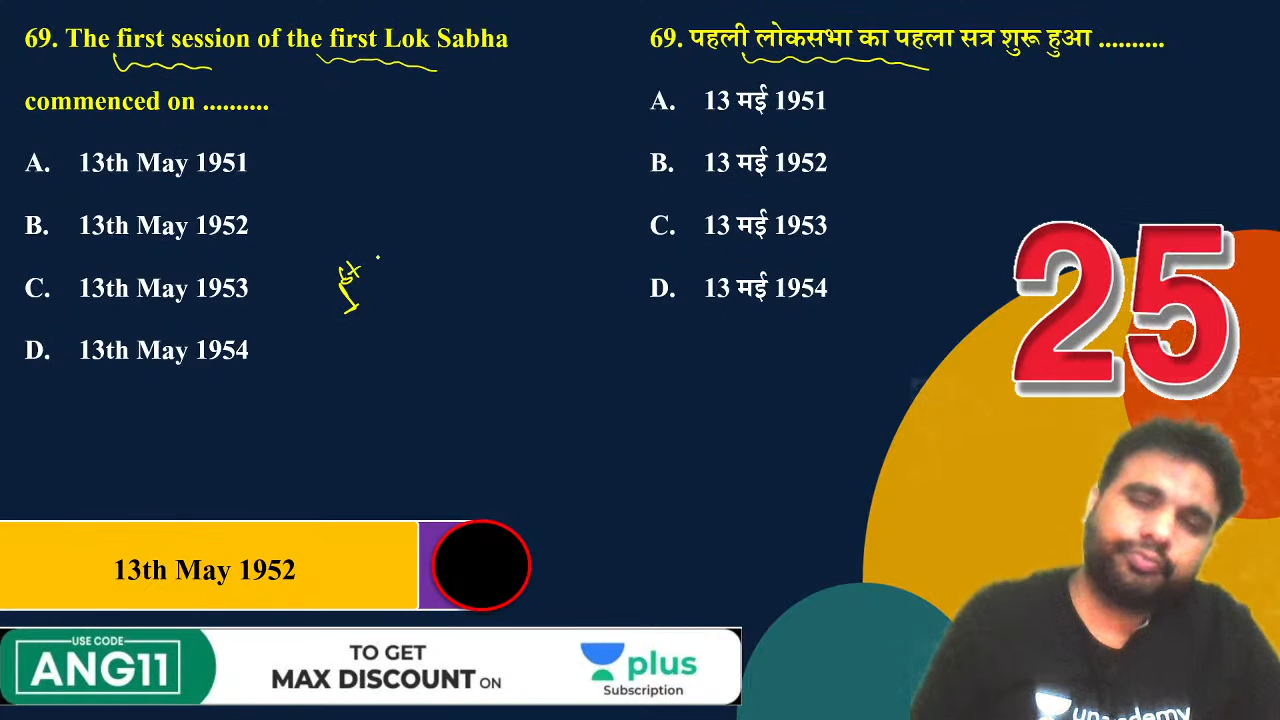 69. The first session of the first Lok Sabha
commenced on ..........
A. 13th May 1951
B. 13th May 1952
C. 13th May 1953
D. 13th May 1954
69. पहली लोकसभा का पहला सत्र शुरू हुआ ..........
A. 13 मई 1951
B. 13 मई 1952
C. 13 मई 1953
D. 13 मई 1954
25
13th May 1952
USE CODE
ANG11
TO GET
MAX DISCOUNT ON
plus
Subscription